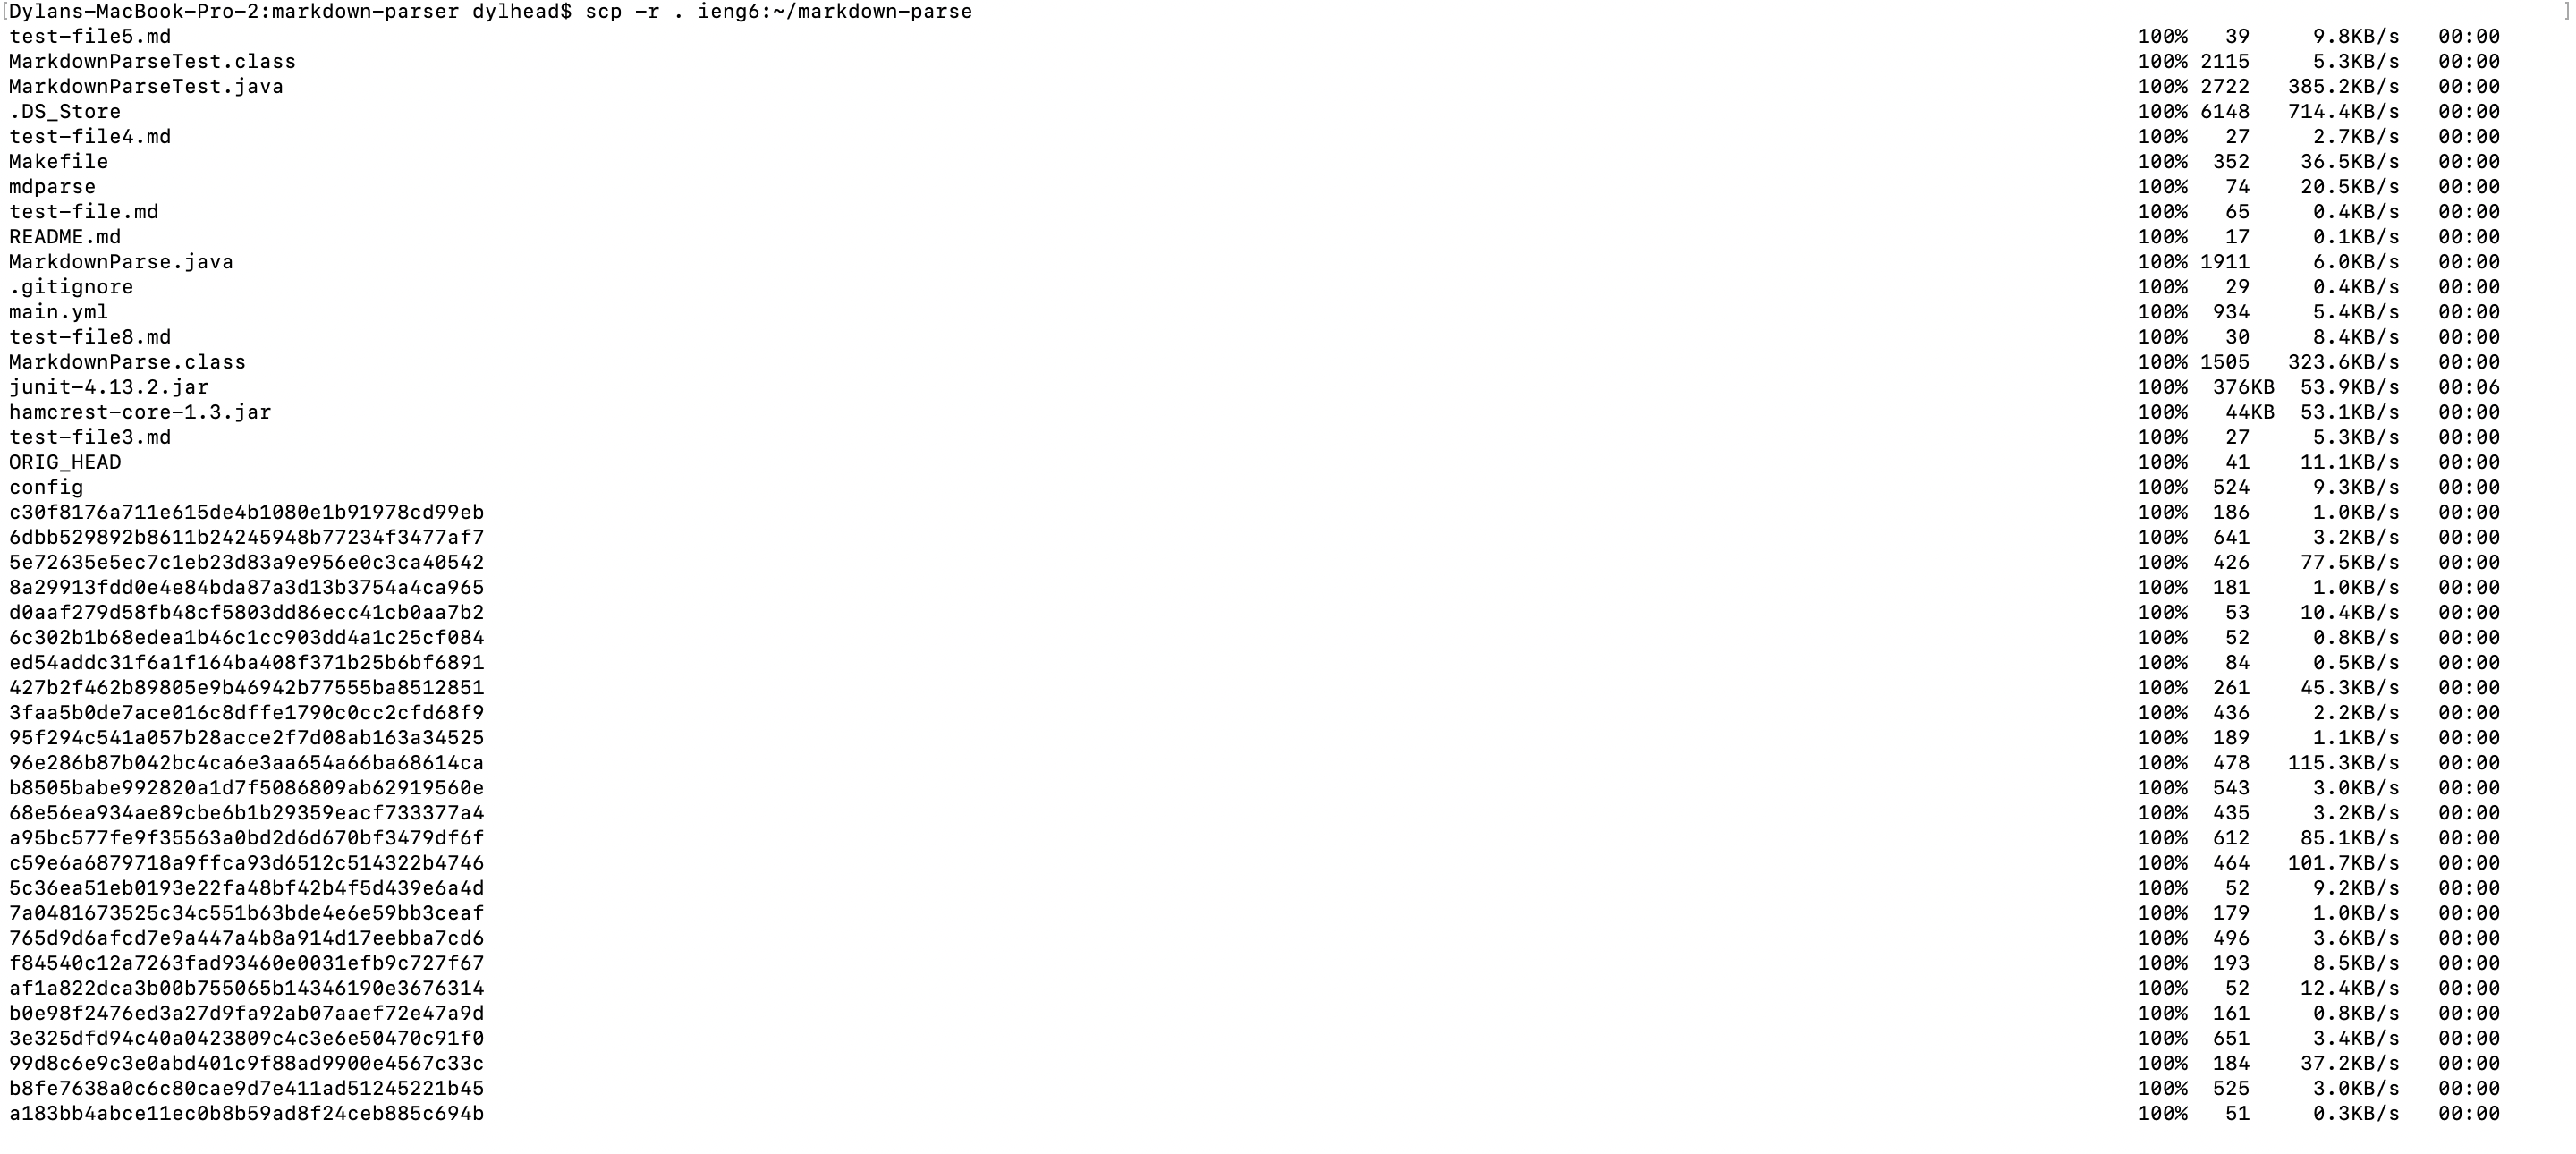 [Dylans-MacBook-Pro-2:markdown-parser dylhead$ scp -r . ieng6:~/markdown-parse ]
test-file5.md 100% 39 9.8KB/s 00:00
MarkdownParseTest.class 100% 2115 5.3KB/s 00:00
MarkdownParseTest.java 100% 2722 385.2KB/s 00:00
.DS_Store 100% 6148 714.4KB/s 00:00
test-file4.md 100% 27 2.7KB/s 00:00
Makefile 100% 352 36.5KB/s 00:00
mdparse 100% 74 20.5KB/s 00:00
test-file.md 100% 65 0.4KB/s 00:00
README.md 100% 17 0.1KB/s 00:00
MarkdownParse.java 100% 1911 6.0KB/s 00:00
.gitignore 100% 29 0.4KB/s 00:00
main.yml 100% 934 5.4KB/s 00:00
test-file8.md 100% 30 8.4KB/s 00:00
MarkdownParse.class 100% 1505 323.6KB/s 00:00
junit-4.13.2.jar 100% 376KB 53.9KB/s 00:06
hamcrest-core-1.3.jar 100% 44KB 53.1KB/s 00:00
test-file3.md 100% 27 5.3KB/s 00:00
ORIG_HEAD 100% 41 11.1KB/s 00:00
config 100% 524 9.3KB/s 00:00
c30f8176a711e615de4b1080e1b91978cd99eb 100% 186 1.0KB/s 00:00
6dbb529892b8611b24245948b77234f3477af7 100% 641 3.2KB/s 00:00
5e72635e5ec7c1eb23d83a9e956e0c3ca40542 100% 426 77.5KB/s 00:00
8a29913fdd0e4e84bda87a3d13b3754a4ca965 100% 181 1.0KB/s 00:00
d0aaf279d58fb48cf5803dd86ecc41cb0aa7b2 100% 53 10.4KB/s 00:00
6c302b1b68edea1b46c1cc903dd4a1c25cf084 100% 52 0.8KB/s 00:00
ed54addc31f6a1f164ba408f371b25b6bf6891 100% 84 0.5KB/s 00:00
427b2f462b89805e9b46942b77555ba8512851 100% 261 45.3KB/s 00:00
3faa5b0de7ace016c8dffe1790c0cc2cfd68f9 100% 436 2.2KB/s 00:00
95f294c541a057b28acce2f7d08ab163a34525 100% 189 1.1KB/s 00:00
96e286b87b042bc4ca6e3aa654a66ba68614ca 100% 478 115.3KB/s 00:00
b8505babe992820a1d7f5086809ab62919560e 100% 543 3.0KB/s 00:00
68e56ea934ae89cbe6b1b29359eacf733377a4 100% 435 3.2KB/s 00:00
a95bc577fe9f35563a0bd2d6d670bf3479df6f 100% 612 85.1KB/s 00:00
c59e6a6879718a9ffca93d6512c514322b4746 100% 464 101.7KB/s 00:00
5c36ea51eb0193e22fa48bf42b4f5d439e6a4d 100% 52 9.2KB/s 00:00
7a0481673525c34c551b63bde4e6e59bb3ceaf 100% 179 1.0KB/s 00:00
765d9d6afcd7e9a447a4b8a914d17eebba7cd6 100% 496 3.6KB/s 00:00
f84540c12a7263fad93460e0031efb9c727f67 100% 193 8.5KB/s 00:00
af1a822dca3b00b755065b14346190e3676314 100% 52 12.4KB/s 00:00
b0e98f2476ed3a27d9fa92ab07aaef72e47a9d 100% 161 0.8KB/s 00:00
3e325dfd94c40a0423809c4c3e6e50470c91f0 100% 651 3.4KB/s 00:00
99d8c6e9c3e0abd401c9f88ad9900e4567c33c 100% 184 37.2KB/s 00:00
b8fe7638a0c6c80cae9d7e411ad51245221b45 100% 525 3.0KB/s 00:00
a183bb4abce11ec0b8b59ad8f24ceb885c694b 100% 51 0.3KB/s 00:00